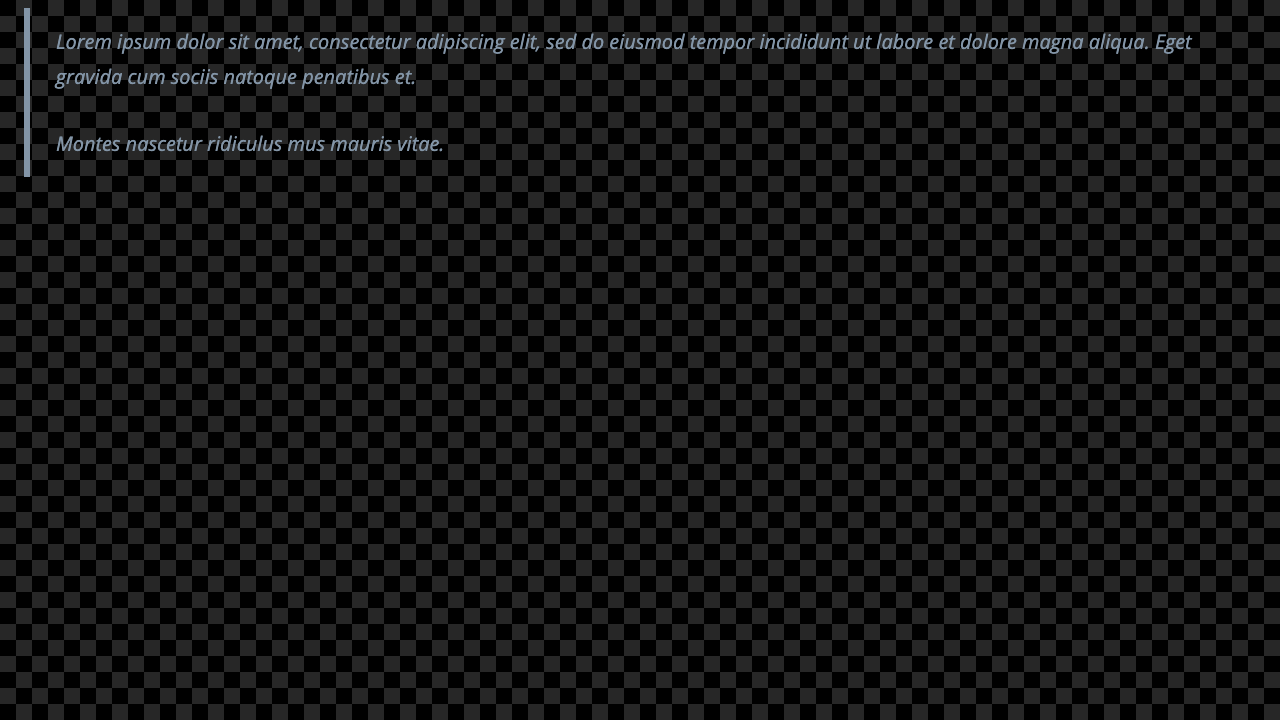 Lorem ipsum dolor sit amet, consectetur adipiscing elit, sed do eiusmod tempor incididunt ut labore et dolore magna aliqua. Eget
gravida cum sociis natoque penatibus et.
Montes nascetur ridiculus mus mauris vitae.